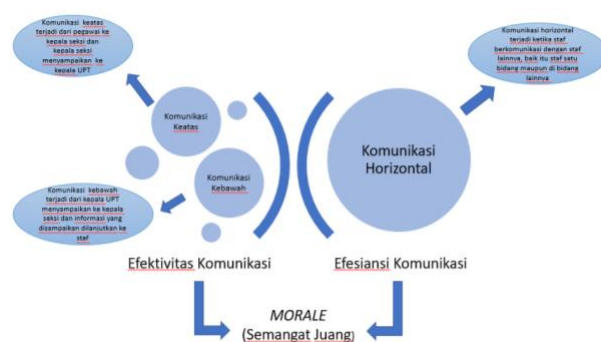 Komunikasi keatas
terjadi dari pegawai ke
kepala seksi dan
kepala seksi
menyampaikan ke
kepala UPT
Komunikasi horizontal
terjadi ketika staf
berkomunikasi dengan staf
lainnya, baik itu staf satu
bidang maupun di bidang
lainnya
Komunikasi
Keatas
Komunikasi
Kebawah
Komunikasi
Horizontal
Komunikasi kebawah
terjadi dari kepala UPT
menyampaikan ke kepala
seksi dan informasi yang
disampaikan dilanjutkan ke
staf
Efektivitas Komunikasi
Efesiansi Komunikasi
MORALE
(Semangat Juang)